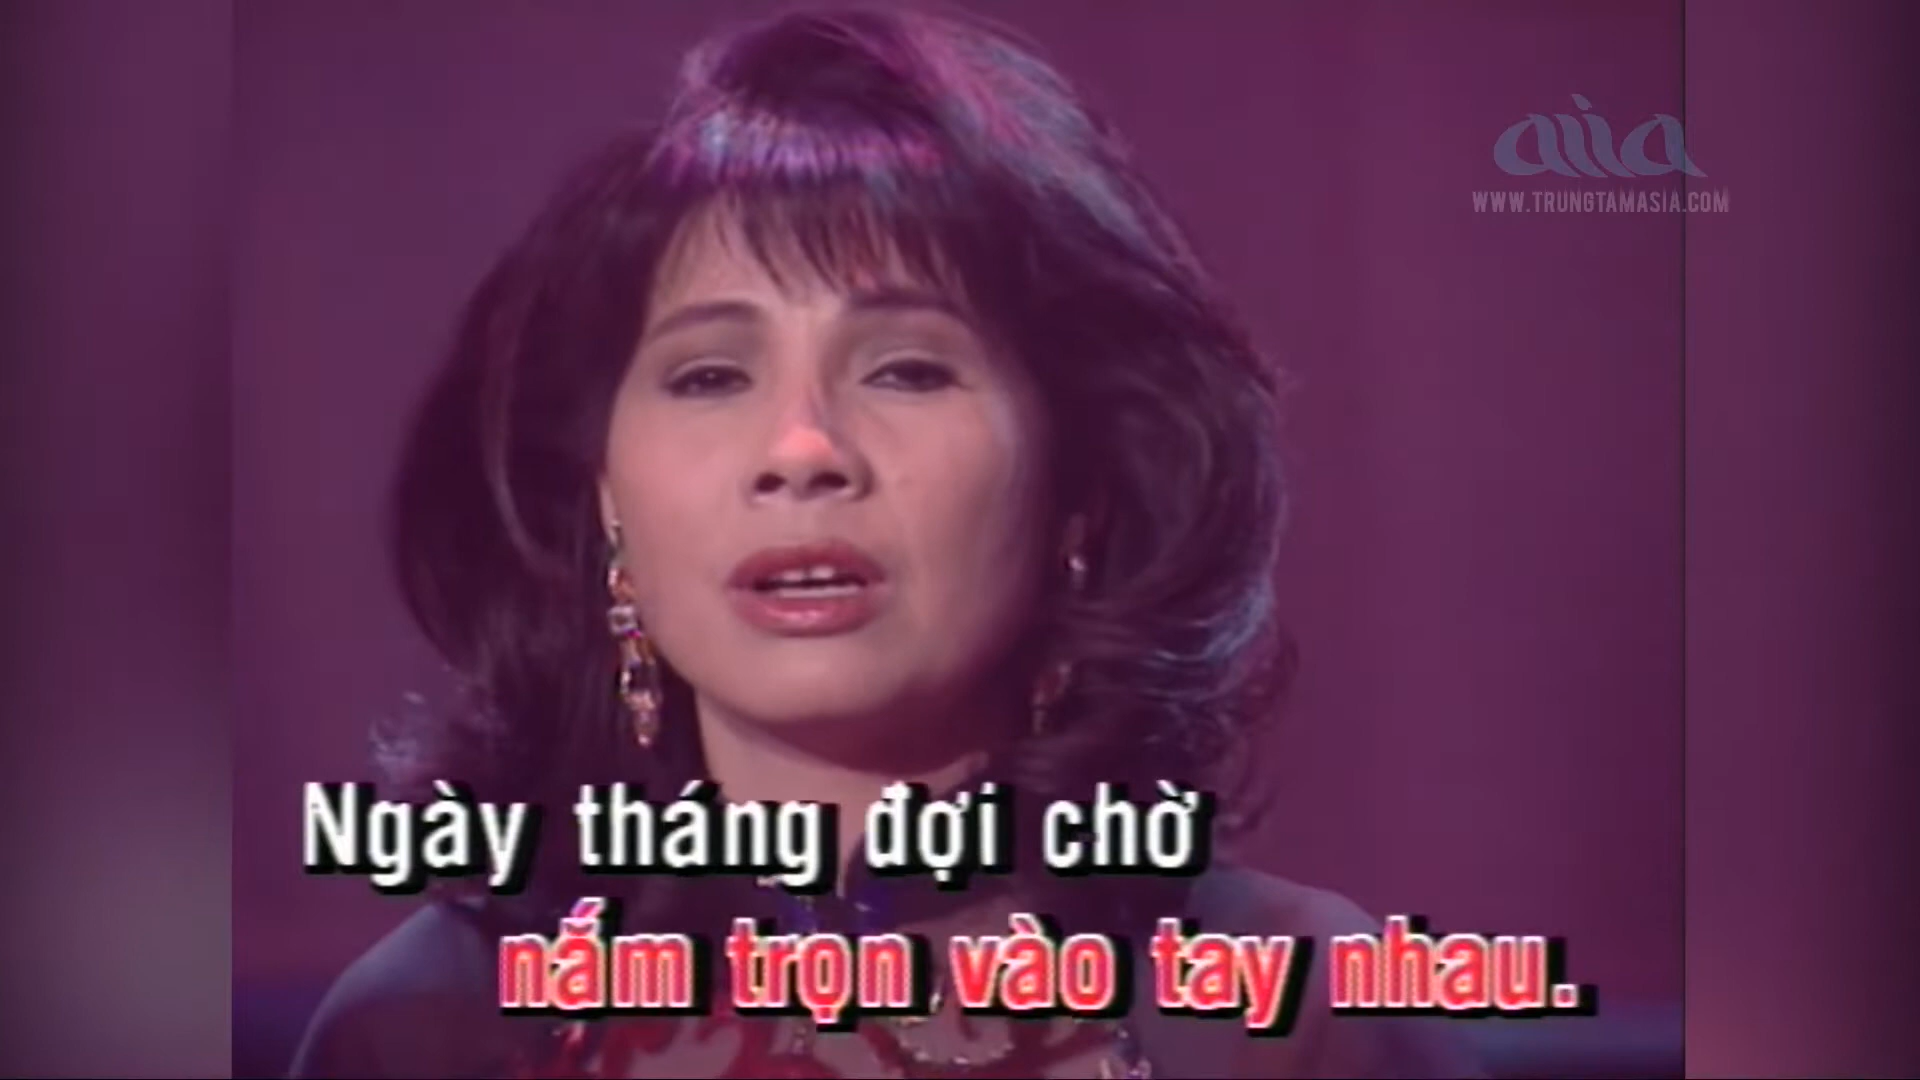 asia
WWW.TRUNGTAMASIA.COM
Ngày tháng đợi chờ
nắm trọn vào tay nhau.